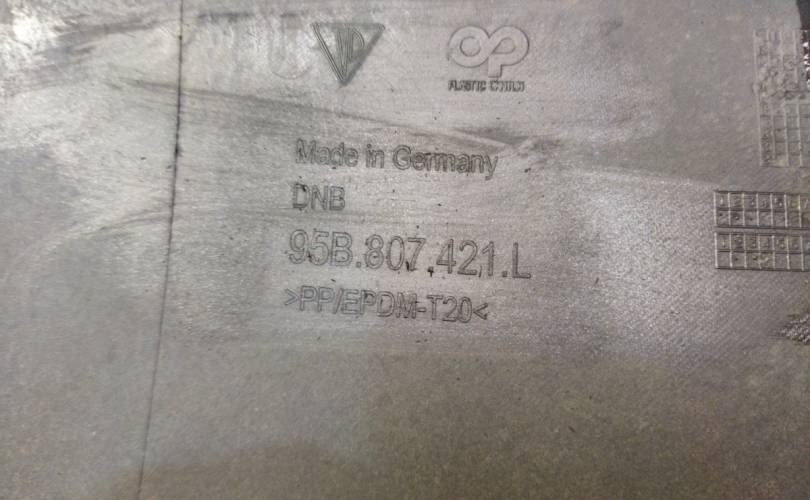 Made in Germany
DNB
95B.807.421.L
>PP/EPDM-T20<